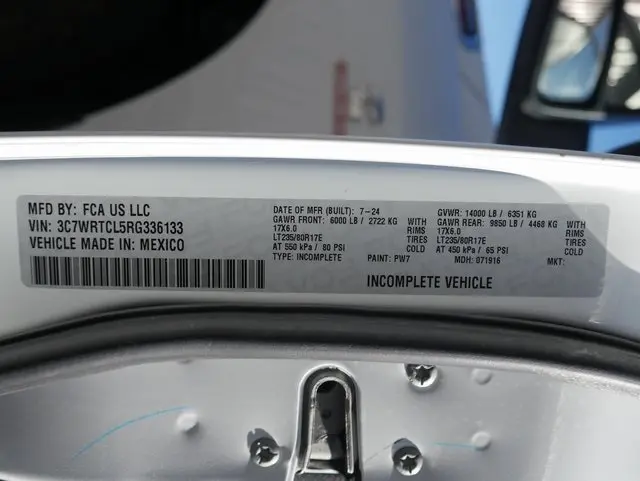 MFD BY: FCA US LLC
VIN: 3C7WRTCL5RG336133
VEHICLE MADE IN: MEXICO
DATE OF MFR (BUILT): 7-24
GAWR FRONT: 6000 LB / 2722 KG WITH
17X6.0 RIMS
LT235/80R17E TIRES
AT 550 kPa / 80 PSI COLD
TYPE: INCOMPLETE PAINT: PW7
GVWR: 14000 LB / 6351 KG
GAWR REAR: 9850 LB / 4468 KG WITH
17X6.0 RIMS
LT235/80R17E TIRES
AT 450 kPa / 65 PSI COLD
MDH: 071916 MKT:
INCOMPLETE VEHICLE